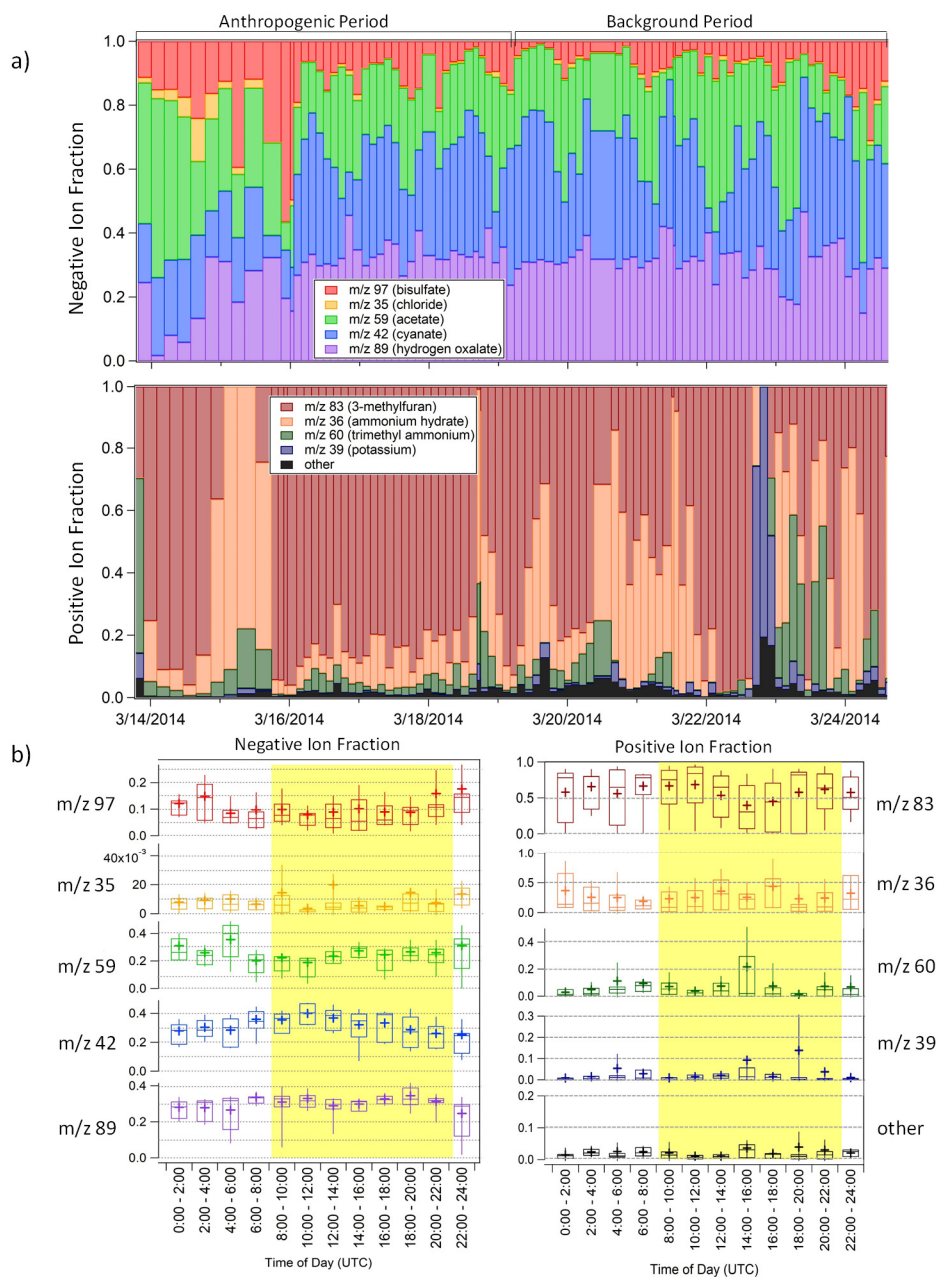 Anthropogenic Period
Background Period
a)
Negative Ion Fraction
1.0
0.8
0.6
0.4
0.2
0.0
m/z 97 (bisulfate)
m/z 35 (chloride)
m/z 59 (acetate)
m/z 42 (cyanate)
m/z 89 (hydrogen oxalate)
Positive Ion Fraction
1.0
0.8
0.6
0.4
0.2
0.0
m/z 83 (3-methylfuran)
m/z 36 (ammonium hydrate)
m/z 60 (trimethyl ammonium)
m/z 39 (potassium)
other
3/14/2014
3/16/2014
3/18/2014
3/20/2014
3/22/2014
3/24/2014
b)
Negative Ion Fraction
m/z 97
0.2
0.1
0.0
m/z 35
40x10⁻³
20
0
m/z 59
0.4
0.2
0.0
m/z 42
0.4
0.2
0.0
m/z 89
0.4
0.2
0.0
0:00 - 2:00
2:00 - 4:00
4:00 - 6:00
6:00 - 8:00
8:00 - 10:00
10:00 - 12:00
12:00 - 14:00
14:00 - 16:00
16:00 - 18:00
18:00 - 20:00
20:00 - 22:00
22:00 - 24:00
Time of Day (UTC)
Positive Ion Fraction
1.0
0.5
0.0
m/z 83
1.0
0.5
0.0
m/z 36
0.4
0.2
0.0
m/z 60
0.3
0.2
0.1
0.0
m/z 39
0.2
0.1
0.0
other
0:00 - 2:00
2:00 - 4:00
4:00 - 6:00
6:00 - 8:00
8:00 - 10:00
10:00 - 12:00
12:00 - 14:00
14:00 - 16:00
16:00 - 18:00
18:00 - 20:00
20:00 - 22:00
22:00 - 24:00
Time of Day (UTC)